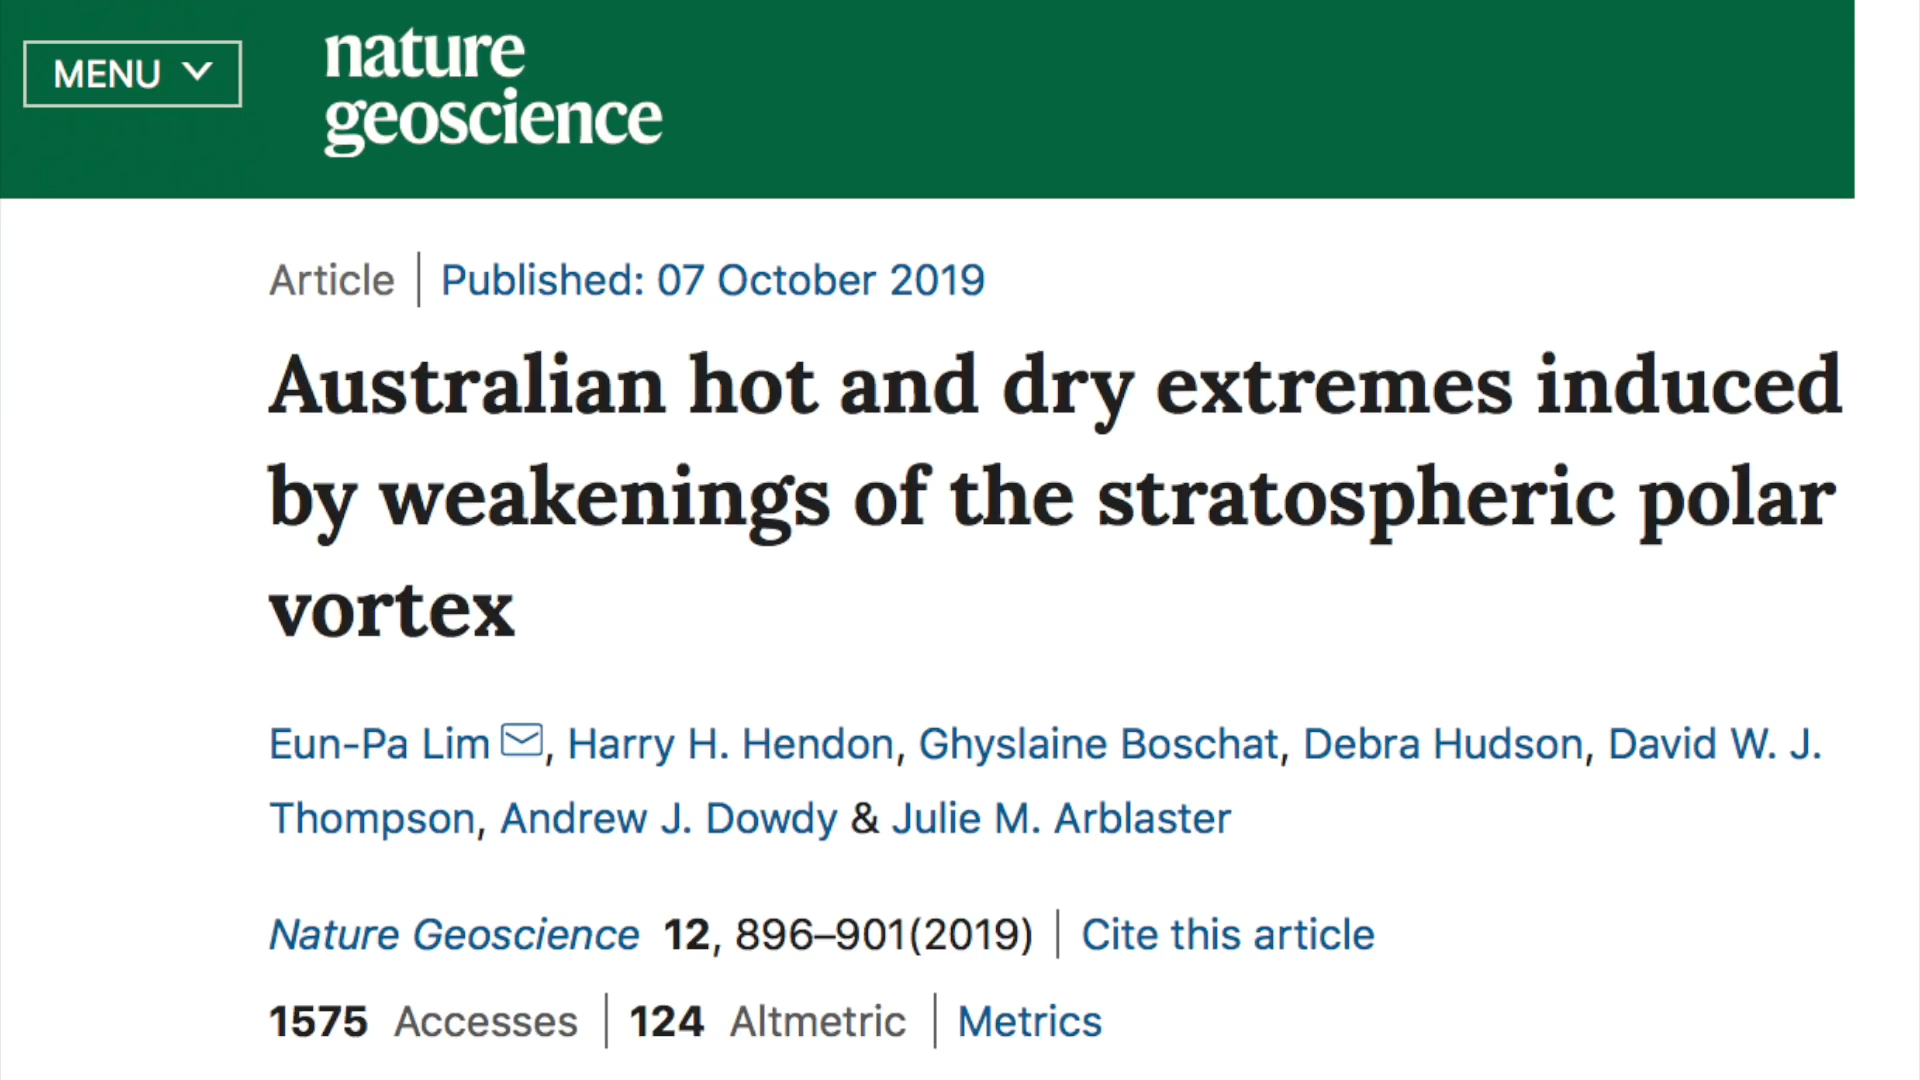 MENU
nature
geoscience
Article | Published: 07 October 2019
Australian hot and dry extremes induced
by weakenings of the stratospheric polar
vortex
Eun-Pa Lim, Harry H. Hendon, Ghyslaine Boschat, Debra Hudson, David W. J.
Thompson, Andrew J. Dowdy & Julie M. Arblaster
Nature Geoscience 12, 896–901(2019) | Cite this article
1575 Accesses | 124 Altmetric | Metrics